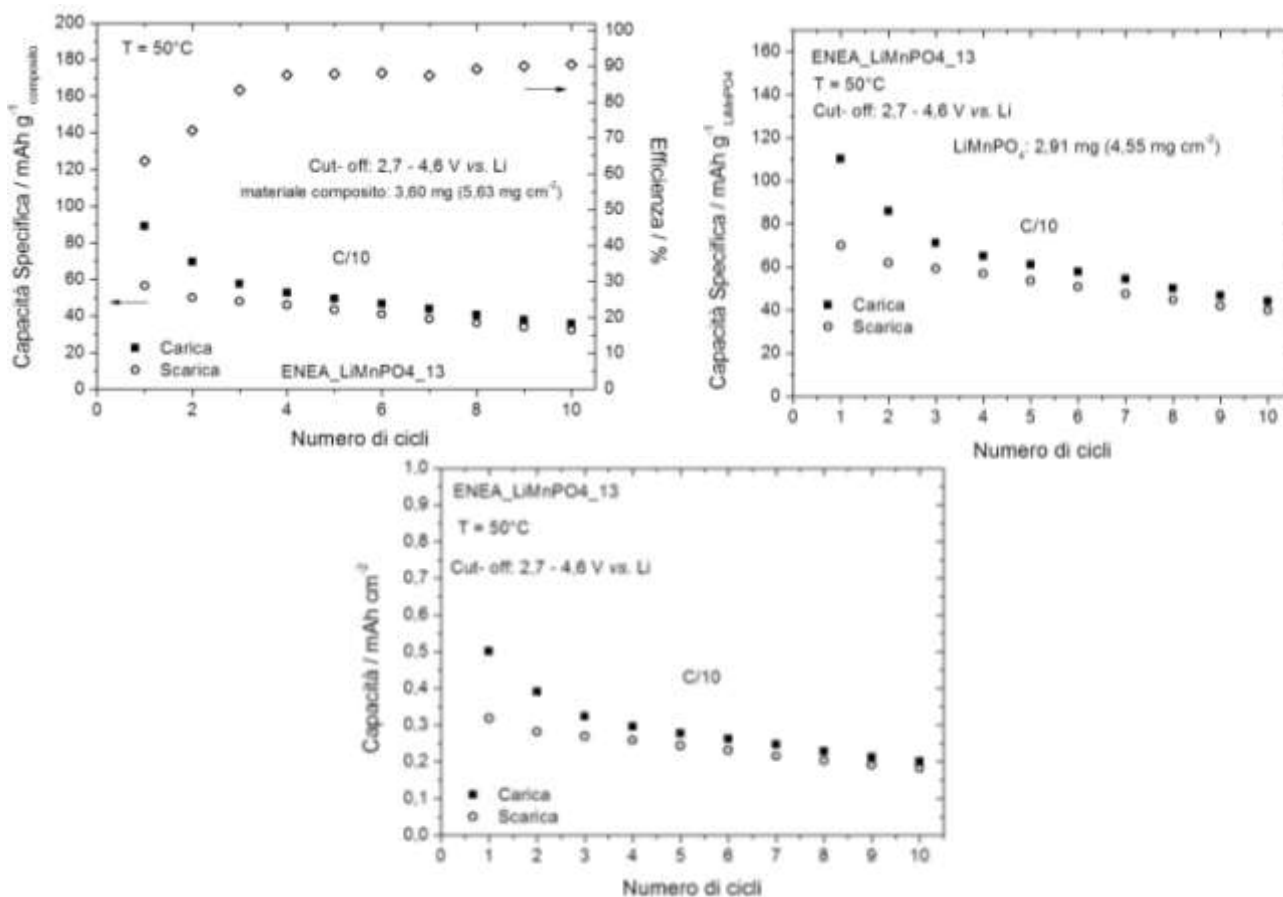 200
180
160
140
120
100
80
60
40
20
0
Capacità Specifica / mAh g⁻¹ composito
T = 50°C
Cut- off: 2,7 - 4,6 V vs. Li
materiale composito: 3,60 mg (5,63 mg cm⁻²)
C/10
Carica
Scarica
ENEA_LiMnPO4_13
100
90
80
70
60
50
40
30
20
10
0
Efficienza / %
0 2 4 6 8 10
Numero di cicli
160
140
120
100
80
60
40
20
0
Capacità Specifica / mAh g⁻¹ LiMnPO4
ENEA_LiMnPO4_13
T = 50°C
Cut- off: 2,7 - 4,6 V vs. Li
LiMnPO₄: 2,91 mg (4,55 mg cm⁻²)
C/10
Carica
Scarica
0 1 2 3 4 5 6 7 8 9 10
Numero di cicli
1,0
0,9
0,8
0,7
0,6
0,5
0,4
0,3
0,2
0,1
0,0
Capacità / mAh cm⁻²
ENEA_LiMnPO4_13
T = 50°C
Cut- off: 2,7 - 4,6 V vs. Li
C/10
Carica
Scarica
0 1 2 3 4 5 6 7 8 9 10
Numero di cicli